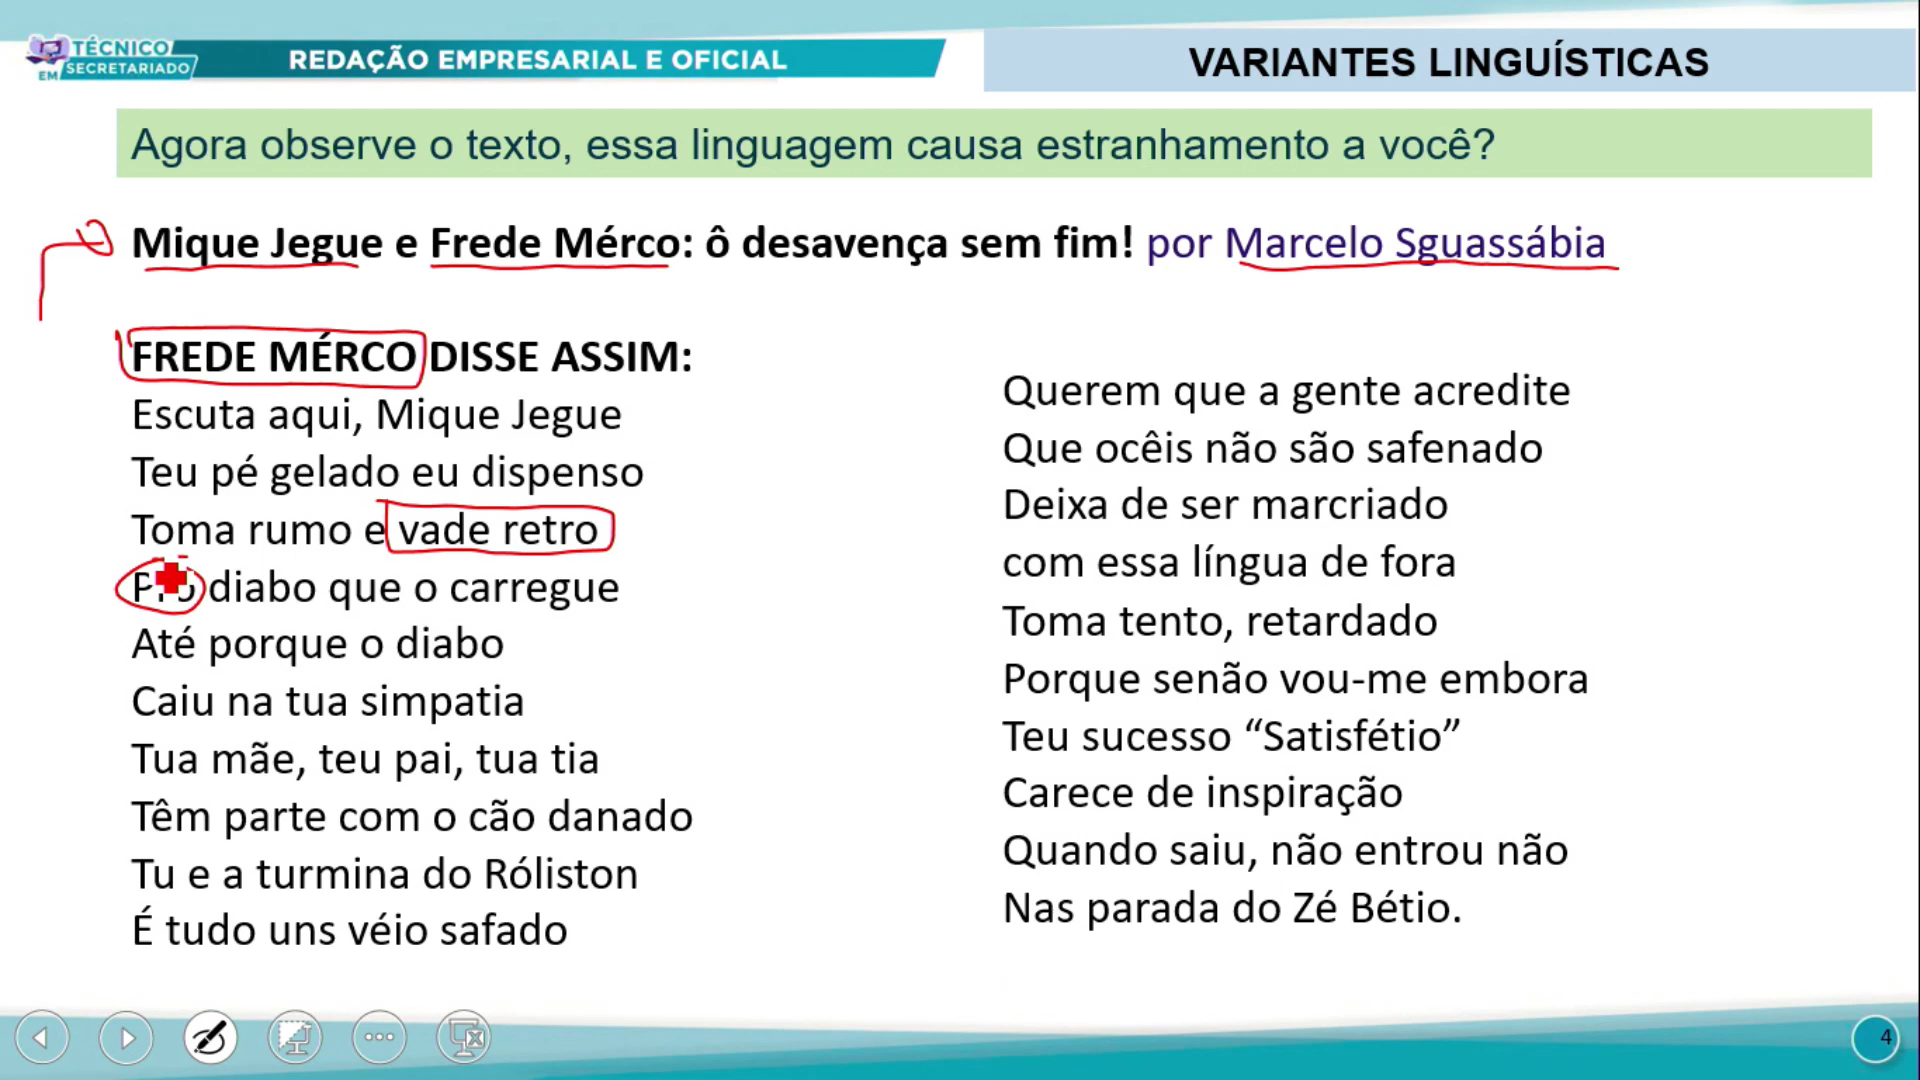 TÉCNICO
EM SECRETARIADO
REDAÇÃO EMPRESARIAL E OFICIAL
VARIANTES LINGUÍSTICAS
Agora observe o texto, essa linguagem causa estranhamento a você?
Mique Jegue e Frede Mérco: ô desavença sem fim! por Marcelo Sguassábia
FREDE MÉRCO DISSE ASSIM:
Escuta aqui, Mique Jegue
Teu pé gelado eu dispenso
Toma rumo e vade retro
diabo que o carregue
Até porque o diabo
Caiu na tua simpatia
Tua mãe, teu pai, tua tia
Têm parte com o cão danado
Tu e a turmina do Róliston
É tudo uns véio safado
Querem que a gente acredite
Que ocêis não são safenado
Deixa de ser marcriado
com essa língua de fora
Toma tento, retardado
Porque senão vou-me embora
Teu sucesso “Satisfétio”
Carece de inspiração
Quando saiu, não entrou não
Nas parada do Zé Bétio.
4